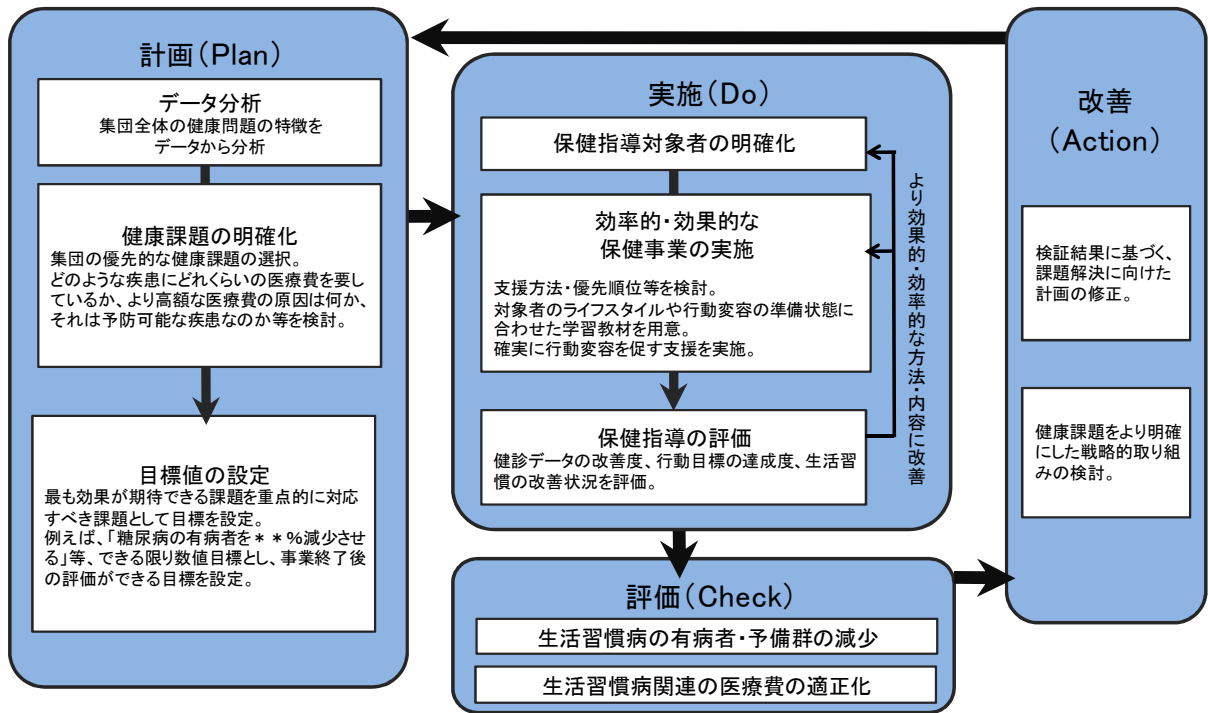 計画(Plan)
データ分析
集団全体の健康問題の特徴を
データから分析
健康課題の明確化
集団の優先的な健康課題の選択。
どのような疾患にどれくらいの医療費を要し
ているか、より高額な医療費の原因は何か、
それは予防可能な疾患なのか等を検討。
目標値の設定
最も効果が期待できる課題を重点的に対応
すべき課題として目標を設定。
例えば、「糖尿病の有病者を＊＊%減少させ
る」等、できる限り数値目標とし、事業終了後
の評価ができる目標を設定。
実施(Do)
保健指導対象者の明確化
効率的・効果的な
保健事業の実施
支援方法・優先順位等を検討。
対象者のライフスタイルや行動変容の準備状態に
合わせた学習教材を用意。
確実に行動変容を促す支援を実施。
保健指導の評価
健診データの改善度、行動目標の達成度、生活習
慣の改善状況を評価。
より効果的・効率的な方法・内容に改善
評価(Check)
生活習慣病の有病者・予備群の減少
生活習慣病関連の医療費の適正化
改善
(Action)
検証結果に基づく、
課題解決に向けた
計画の修正。
健康課題をより明確
にした戦略的取り組
みの検討。